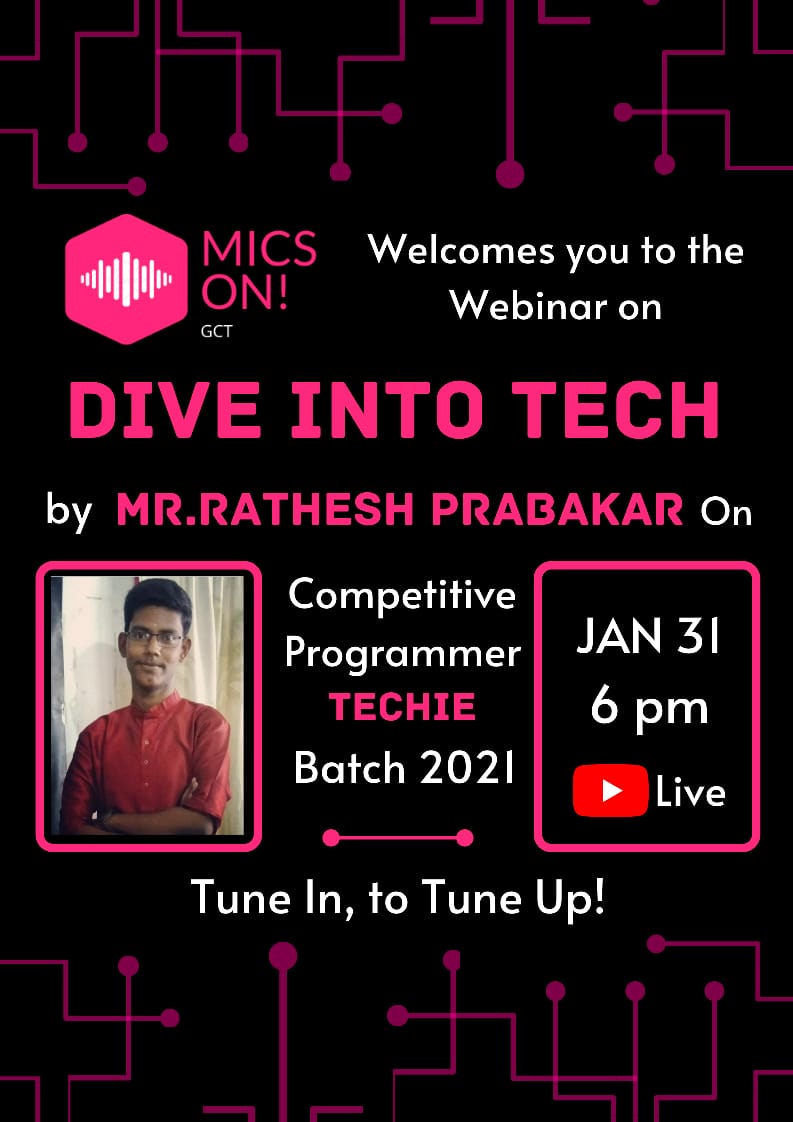 MICS
ON!
GCT
Welcomes you to the
Webinar on
DIVE INTO TECH
by MR.RATHESH PRABAKAR On
Competitive
Programmer
TECHIE
Batch 2021
JAN 31
6 pm
Live
Tune In, to Tune Up!